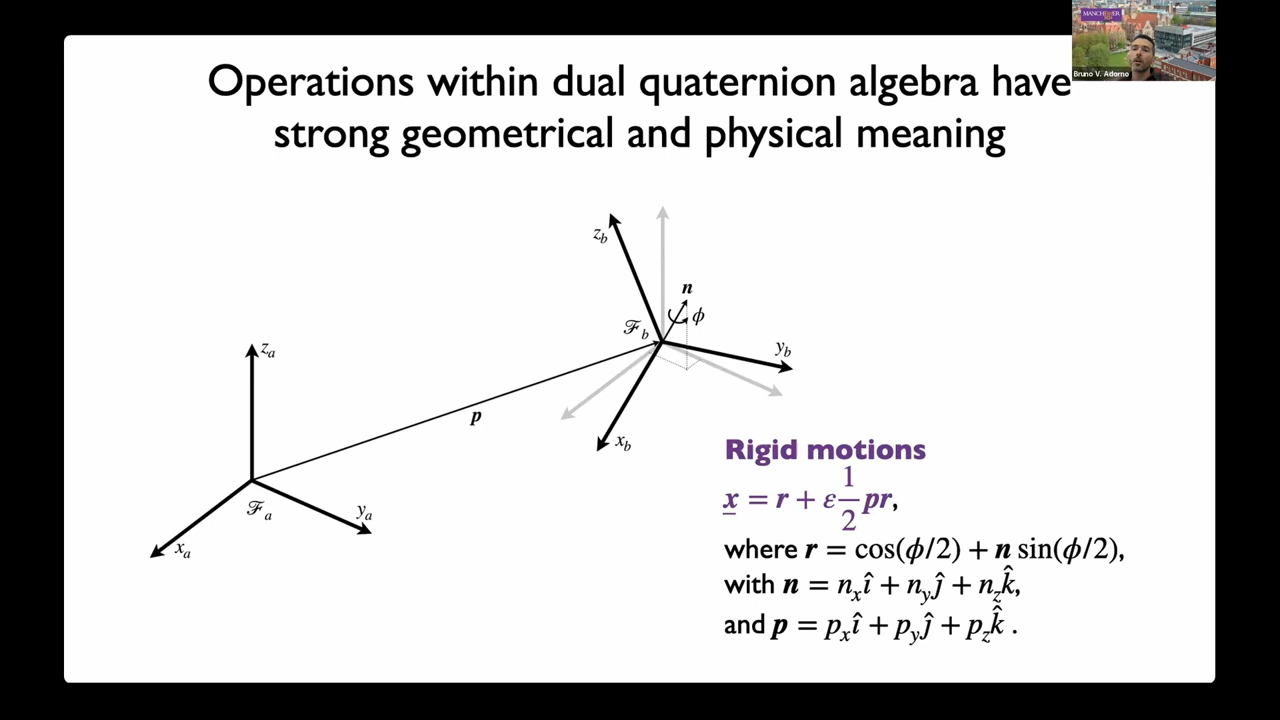 MANCHESTER
Bruno V. Adorno
Operations within dual quaternion algebra have
strong geometrical and physical meaning
z_b
n
ϕ
ℱ_b
y_b
z_a
p
x_b
ℱ_a
y_a
x_a
Rigid motions
x = r + ε 1/2 pr,
where r = cos(ϕ/2) + n sin(ϕ/2),
with n = n_x î + n_y ĵ + n_z k̂,
and p = p_x î + p_y ĵ + p_z k̂ .